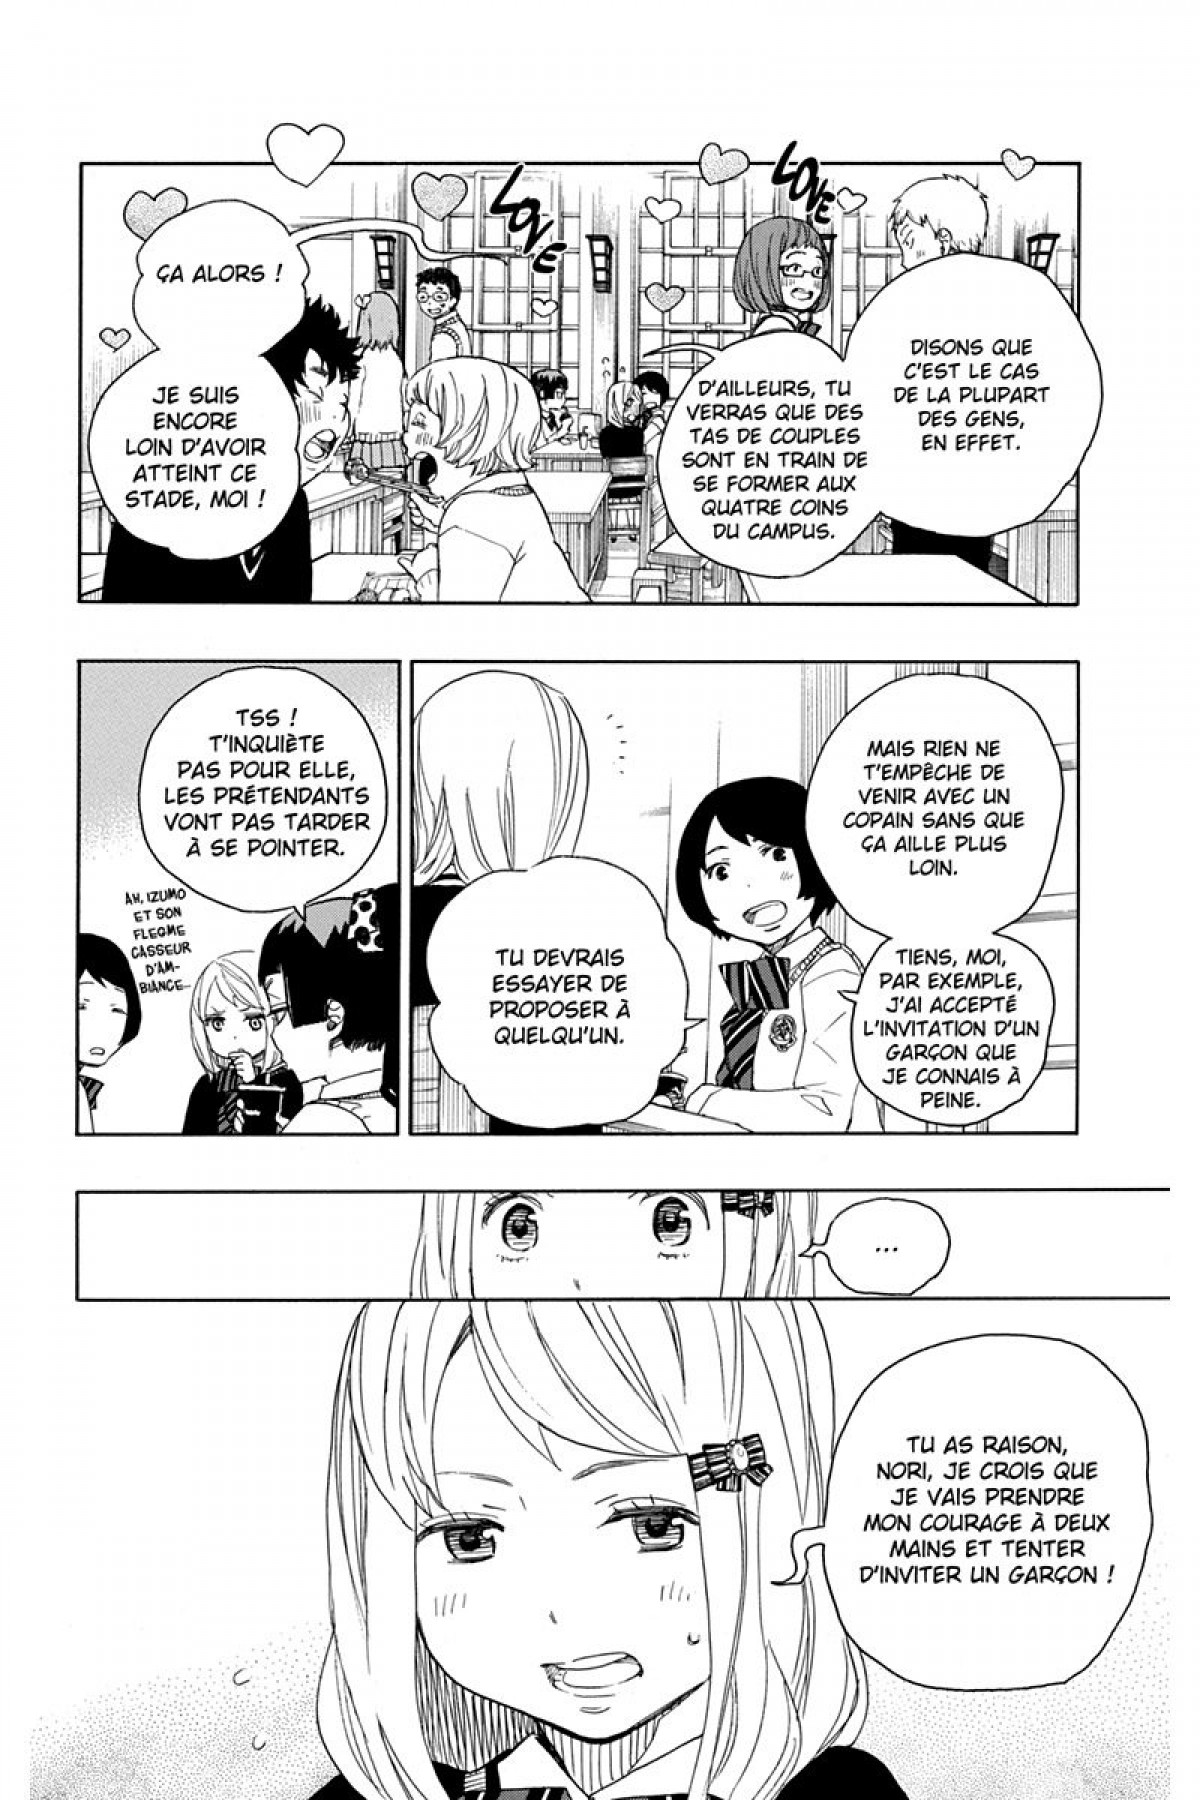 LOVE
LOVE
DISONS QUE
C'EST LE CAS
DE LA PLUPART
DES GENS,
EN EFFET.
D'AILLEURS, TU
VERRAS QUE DES
TAS DE COUPLES
SONT EN TRAIN DE
SE FORMER AUX
QUATRE COINS
DU CAMPUS.
ÇA ALORS !
JE SUIS
ENCORE
LOIN D'AVOIR
ATTEINT CE
STADE, MOI !
MAIS RIEN NE
T'EMPÊCHE DE
VENIR AVEC UN
COPAIN SANS QUE
ÇA AILLE PLUS
LOIN.
TIENS, MOI,
PAR EXEMPLE,
J'AI ACCEPTÉ
L'INVITATION D'UN
GARÇON QUE
JE CONNAIS À
PEINE.
TU DEVRAIS
ESSAYER DE
PROPOSER À
QUELQU'UN.
TSS !
T'INQUIÈTE
PAS POUR ELLE,
LES PRÉTENDANTS
VONT PAS TARDER
À SE POINTER.
AH, IZUMO
ET SON
FLEGME
CASSEUR
D'AM-
BIANCE...
...
TU AS RAISON,
NORI, JE CROIS QUE
JE VAIS PRENDRE
MON COURAGE À DEUX
MAINS ET TENTER
D'INVITER UN GARÇON !